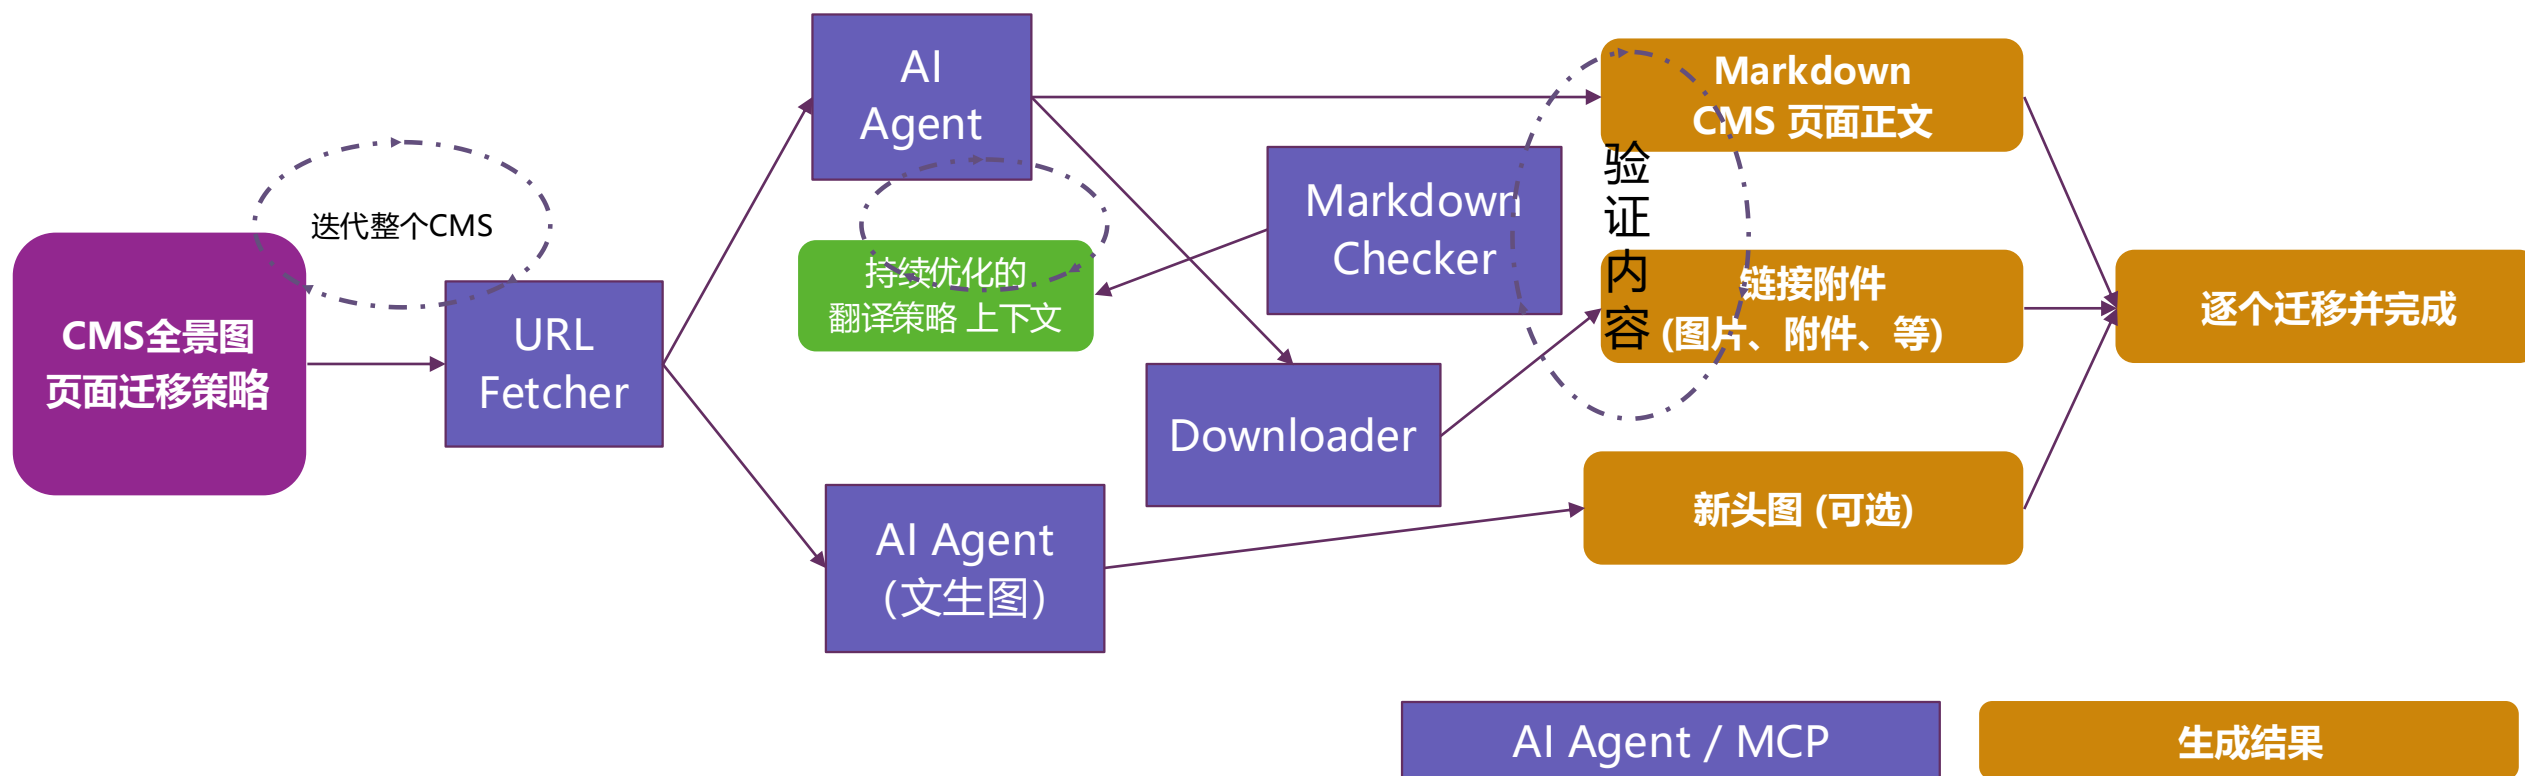 迭代整个CMS
CMS全景图
页面迁移策略
URL
Fetcher
AI
Agent
持续优化的
翻译策略 上下文
AI Agent
(文生图)
Markdown
Checker
Downloader
验
证
内
容
Markdown
CMS 页面正文
链接附件
(图片、附件、等)
新头图 (可选)
逐个迁移并完成
AI Agent / MCP
生成结果